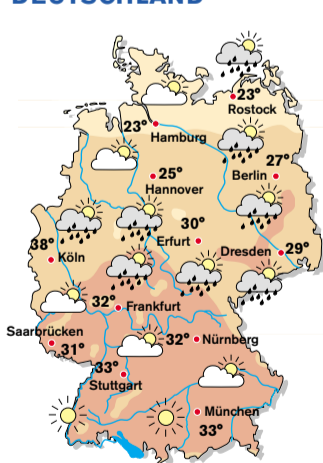 DEUTSCHLAND
23°
Rostock
23°
Hamburg
25°
Hannover
27°
Berlin
30°
Erfurt
Dresden
29°
38°
Köln
32°
Frankfurt
Saarbrücken
31°
32°
Nürnberg
33°
Stuttgart
München
33°